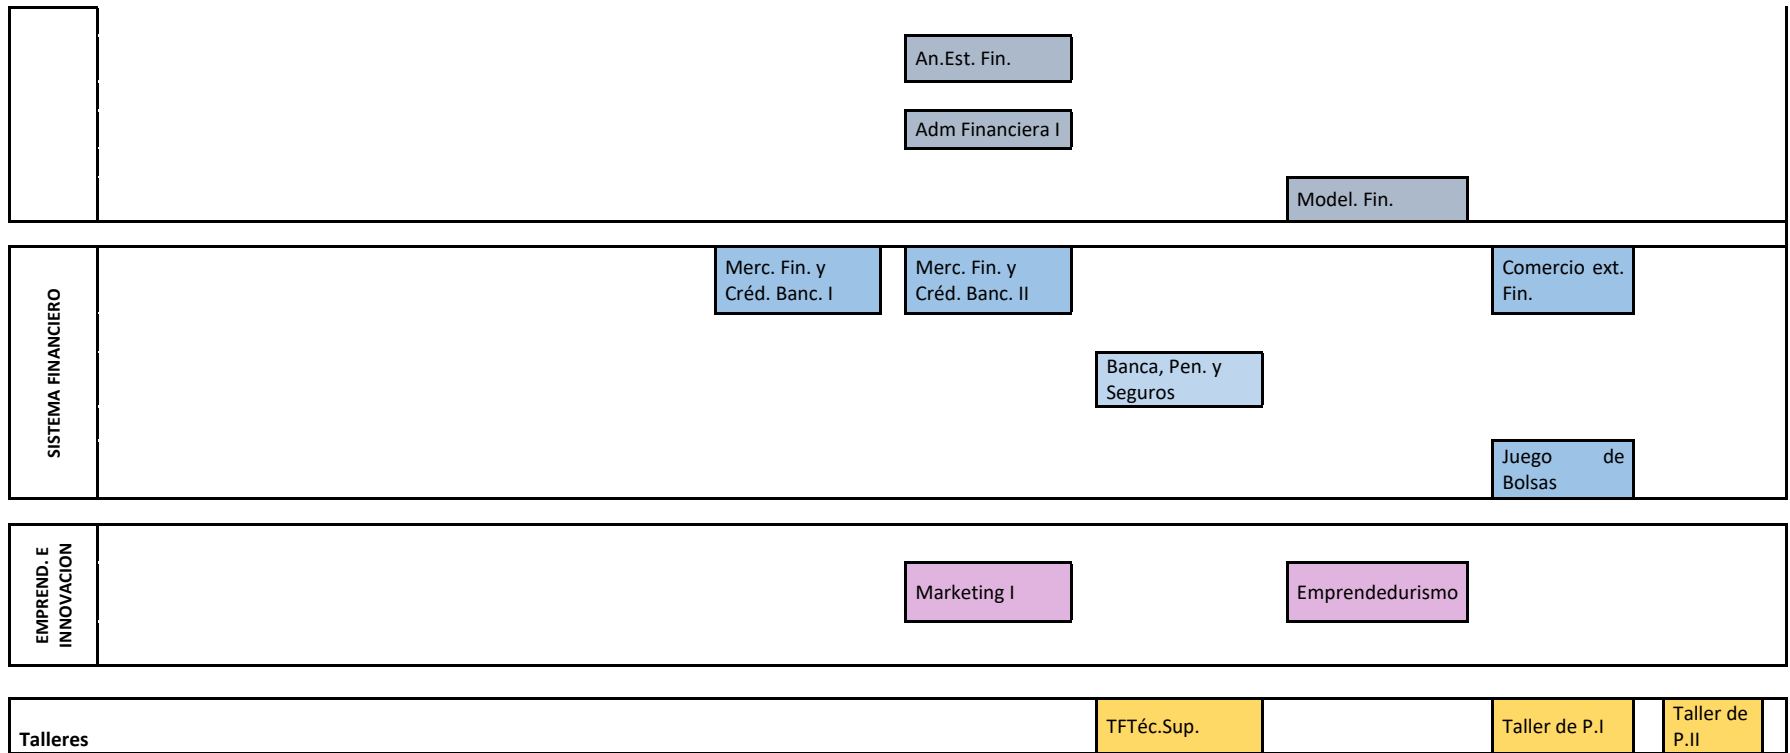 An.Est. Fin.
Adm Financiera I
Model. Fin.
SISTEMA FINANCIERO
Merc. Fin. y
Créd. Banc. I
Merc. Fin. y
Créd. Banc. II
Comercio ext.
Fin.
Banca, Pen. y
Seguros
Juego de
Bolsas
EMPREND. E
INNOVACION
Marketing I
Emprendedurismo
Talleres
TFTéc.Sup.
Taller de P.I
Taller de
P.II